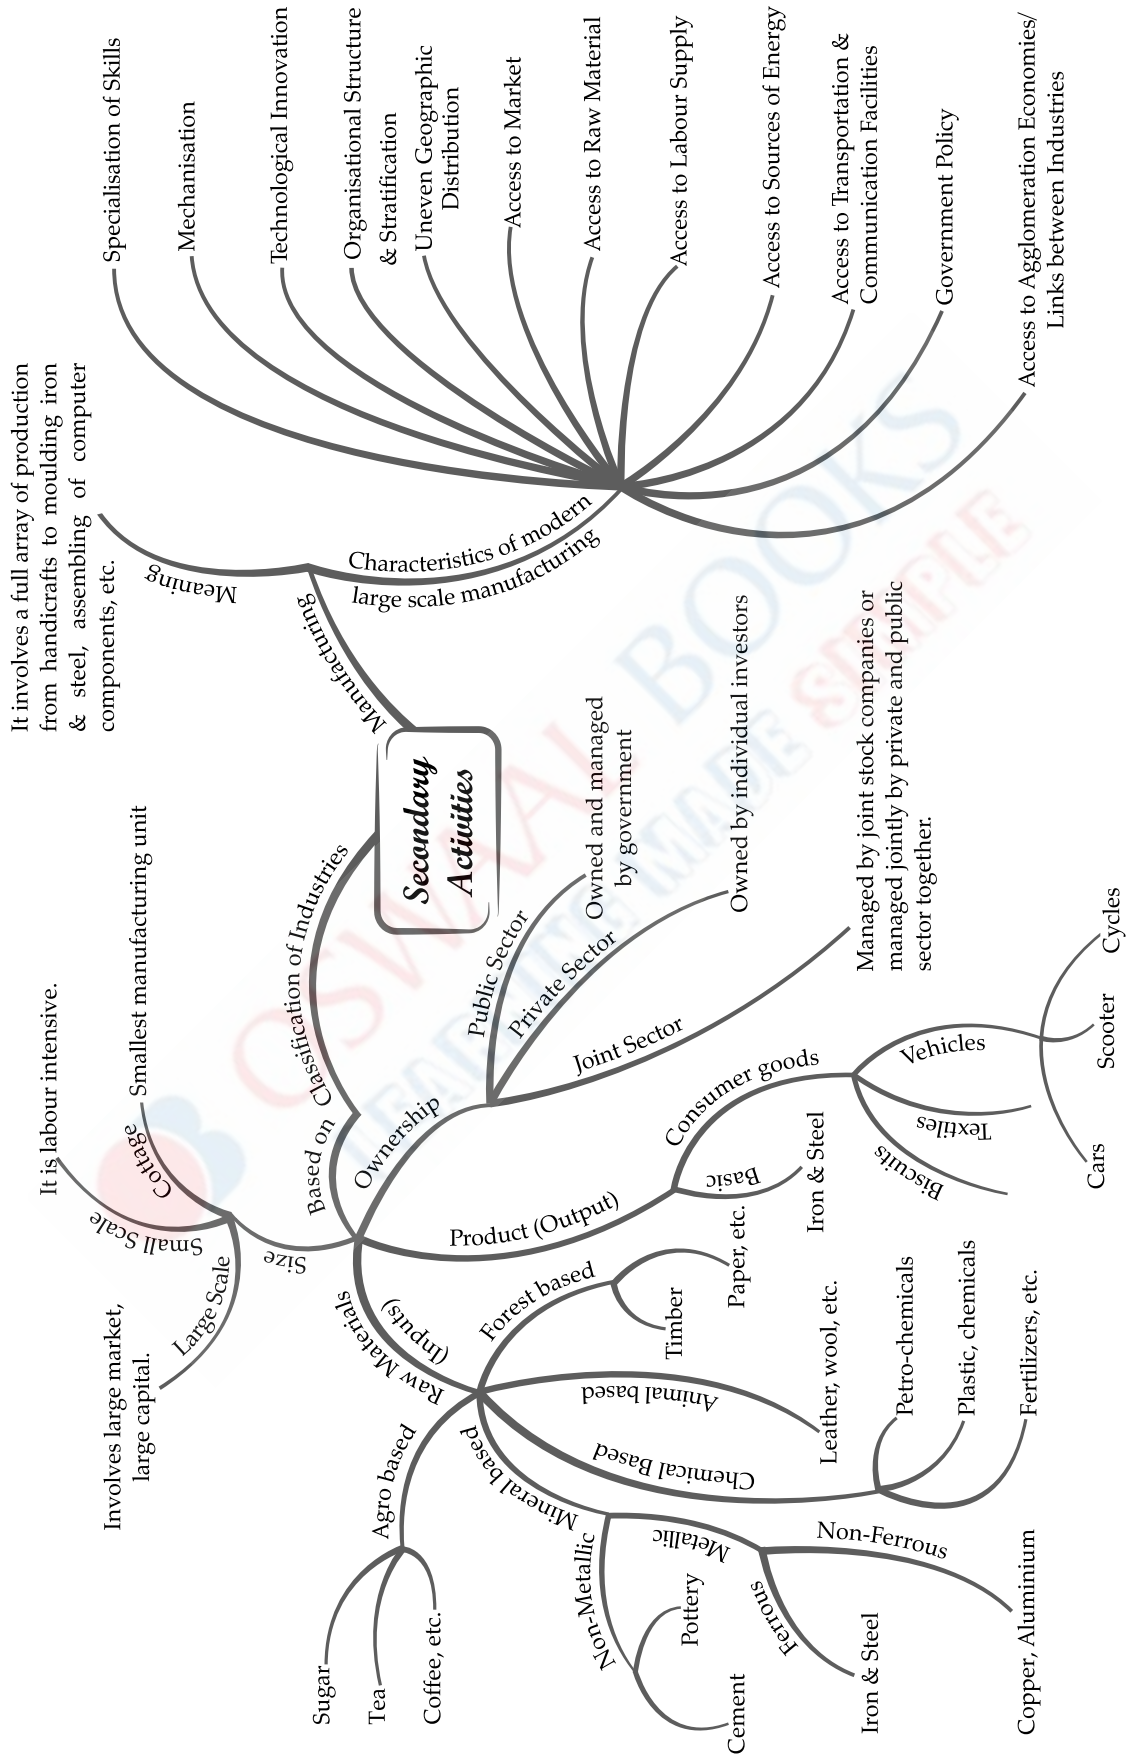 Secondary
Activities
Manufacturing
Meaning
It involves a full array of production
from handicrafts to moulding iron
& steel, assembling of computer
components, etc.
Characteristics of modern
large scale manufacturing
Specialisation of Skills
Mechanisation
Technological Innovation
Organisational Structure
& Stratification
Uneven Geographic
Distribution
Access to Market
Access to Raw Material
Access to Labour Supply
Access to Sources of Energy
Access to Transportation &
Communication Facilities
Government Policy
Access to Agglomeration Economies/
Links between Industries
Classification of Industries
Based on
Size
Cottage
Smallest manufacturing unit
Small Scale
It is labour intensive.
Large Scale
Involves large market,
large capital.
Ownership
Public Sector
Owned and managed
by government
Private Sector
Owned by individual investors
Joint Sector
Managed by joint stock companies or
managed jointly by private and public
sector together.
Product (Output)
Basic
Iron & Steel
Consumer goods
Vehicles
Cycles
Scooter
Cars
Textiles
Biscuits
Raw Materials
(Inputs)
Forest based
Timber
Paper, etc.
Animal based
Leather, wool, etc.
Chemical Based
Petro-chemicals
Plastic, chemicals
Fertilizers, etc.
Mineral based
Metallic
Non-Ferrous
Copper, Aluminium
Ferrous
Iron & Steel
Non-Metallic
Pottery
Cement
Agro based
Sugar
Tea
Coffee, etc.
OSWAAL BOOKS
LEARNING MADE SIMPLE